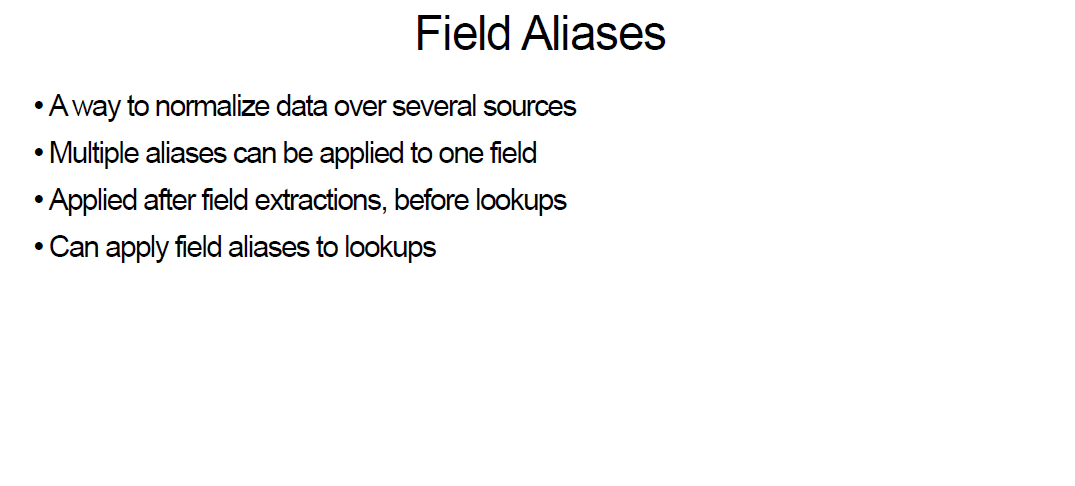 Field Aliases
• A way to normalize data over several sources
• Multiple aliases can be applied to one field
• Applied after field extractions, before lookups
• Can apply field aliases to lookups